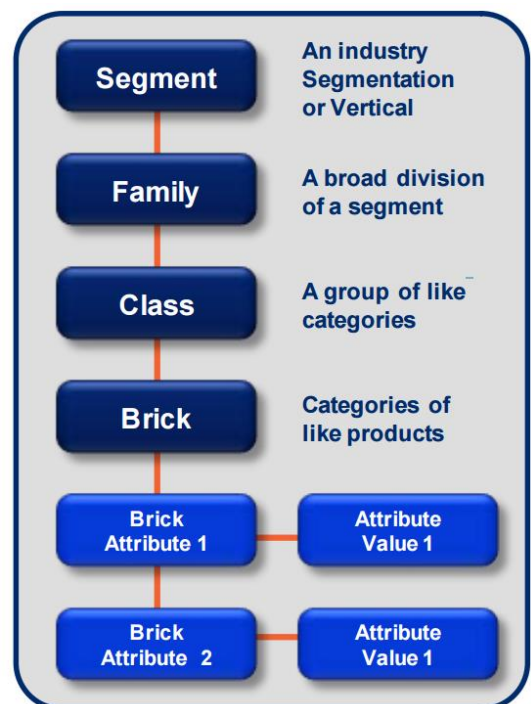 Segment
An industry
Segmentation
or Vertical
Family
A broad division
of a segment
Class
A group of like
categories
Brick
Categories of
like products
Brick
Attribute 1
Attribute
Value 1
Brick
Attribute 2
Attribute
Value 1